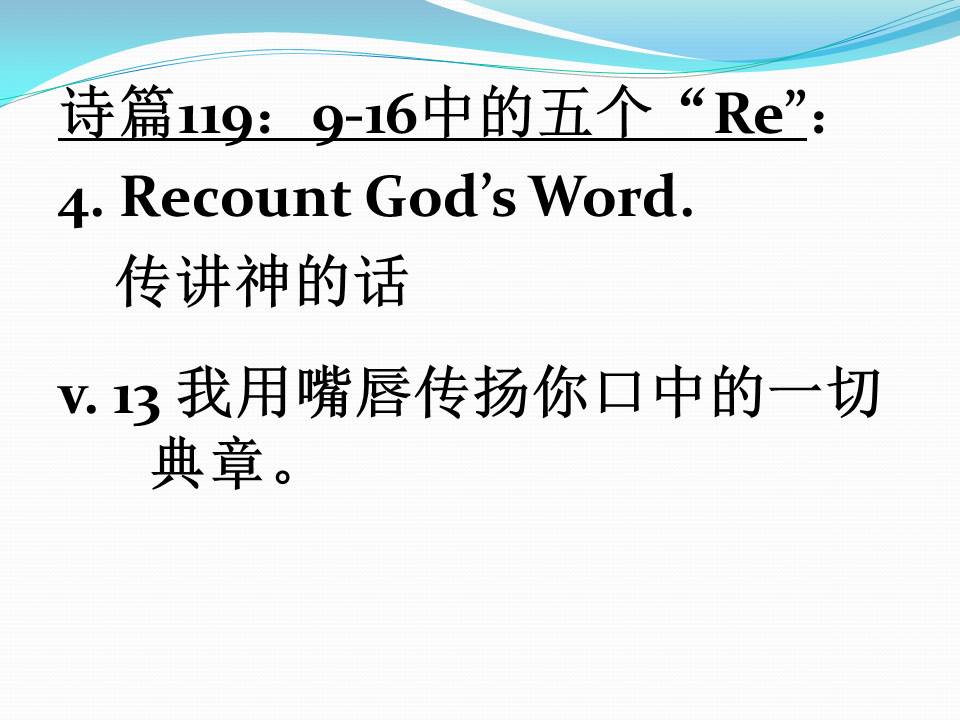 诗篇119：9-16中的五个“Re”：
4. Recount God’s Word.
传讲神的话
v. 13 我用嘴唇传扬你口中的一切
典章。